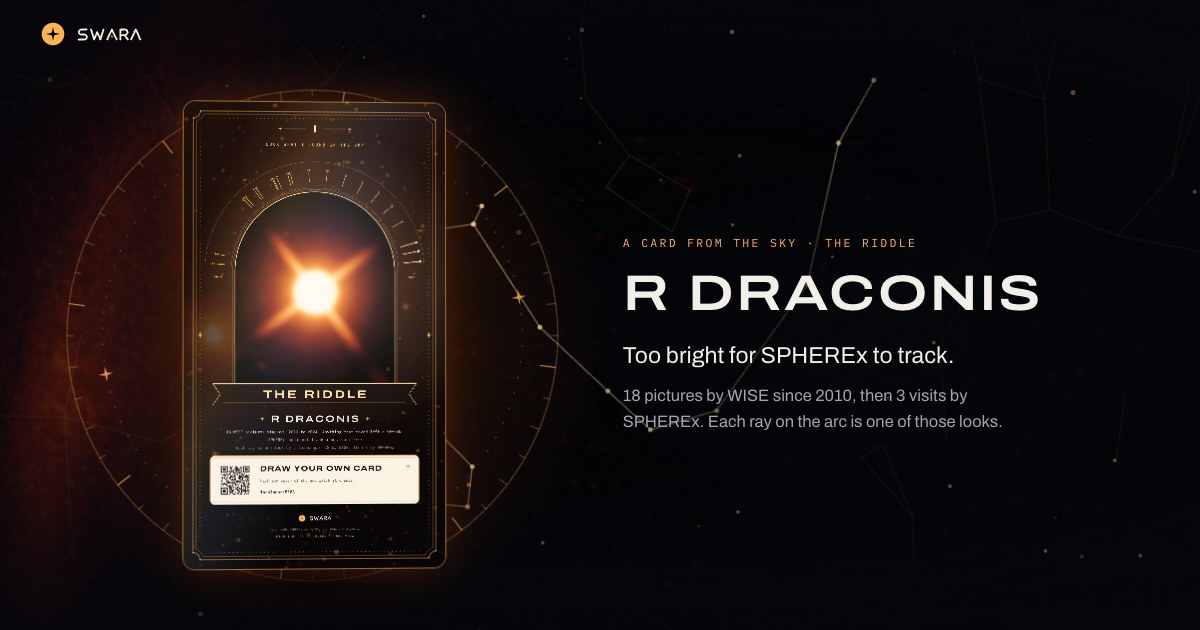 SWARA
A CARD FROM THE SKY · THE RIDDLE
R DRACONIS
Too bright for SPHEREx to track.
18 pictures by WISE since 2010, then 3 visits by
SPHEREx. Each ray on the arc is one of those looks.
THE RIDDLE
R DRACONIS
DRAW YOUR OWN CARD
SWARA